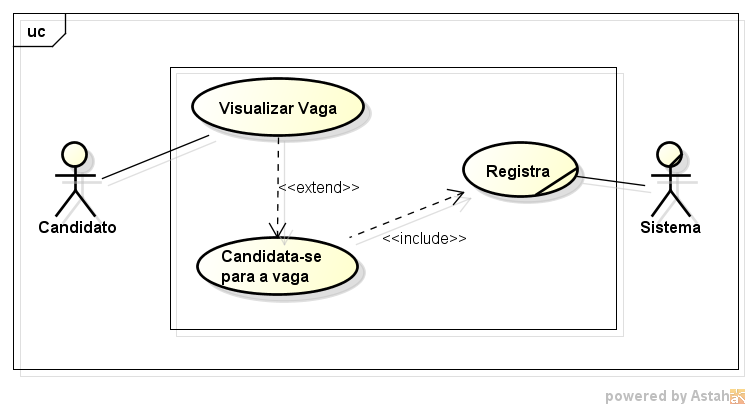 uc
Visualizar Vaga
Registra
<<extend>>
Candidato
Sistema
<<include>>
Candidata-se
para a vaga
powered by Astah